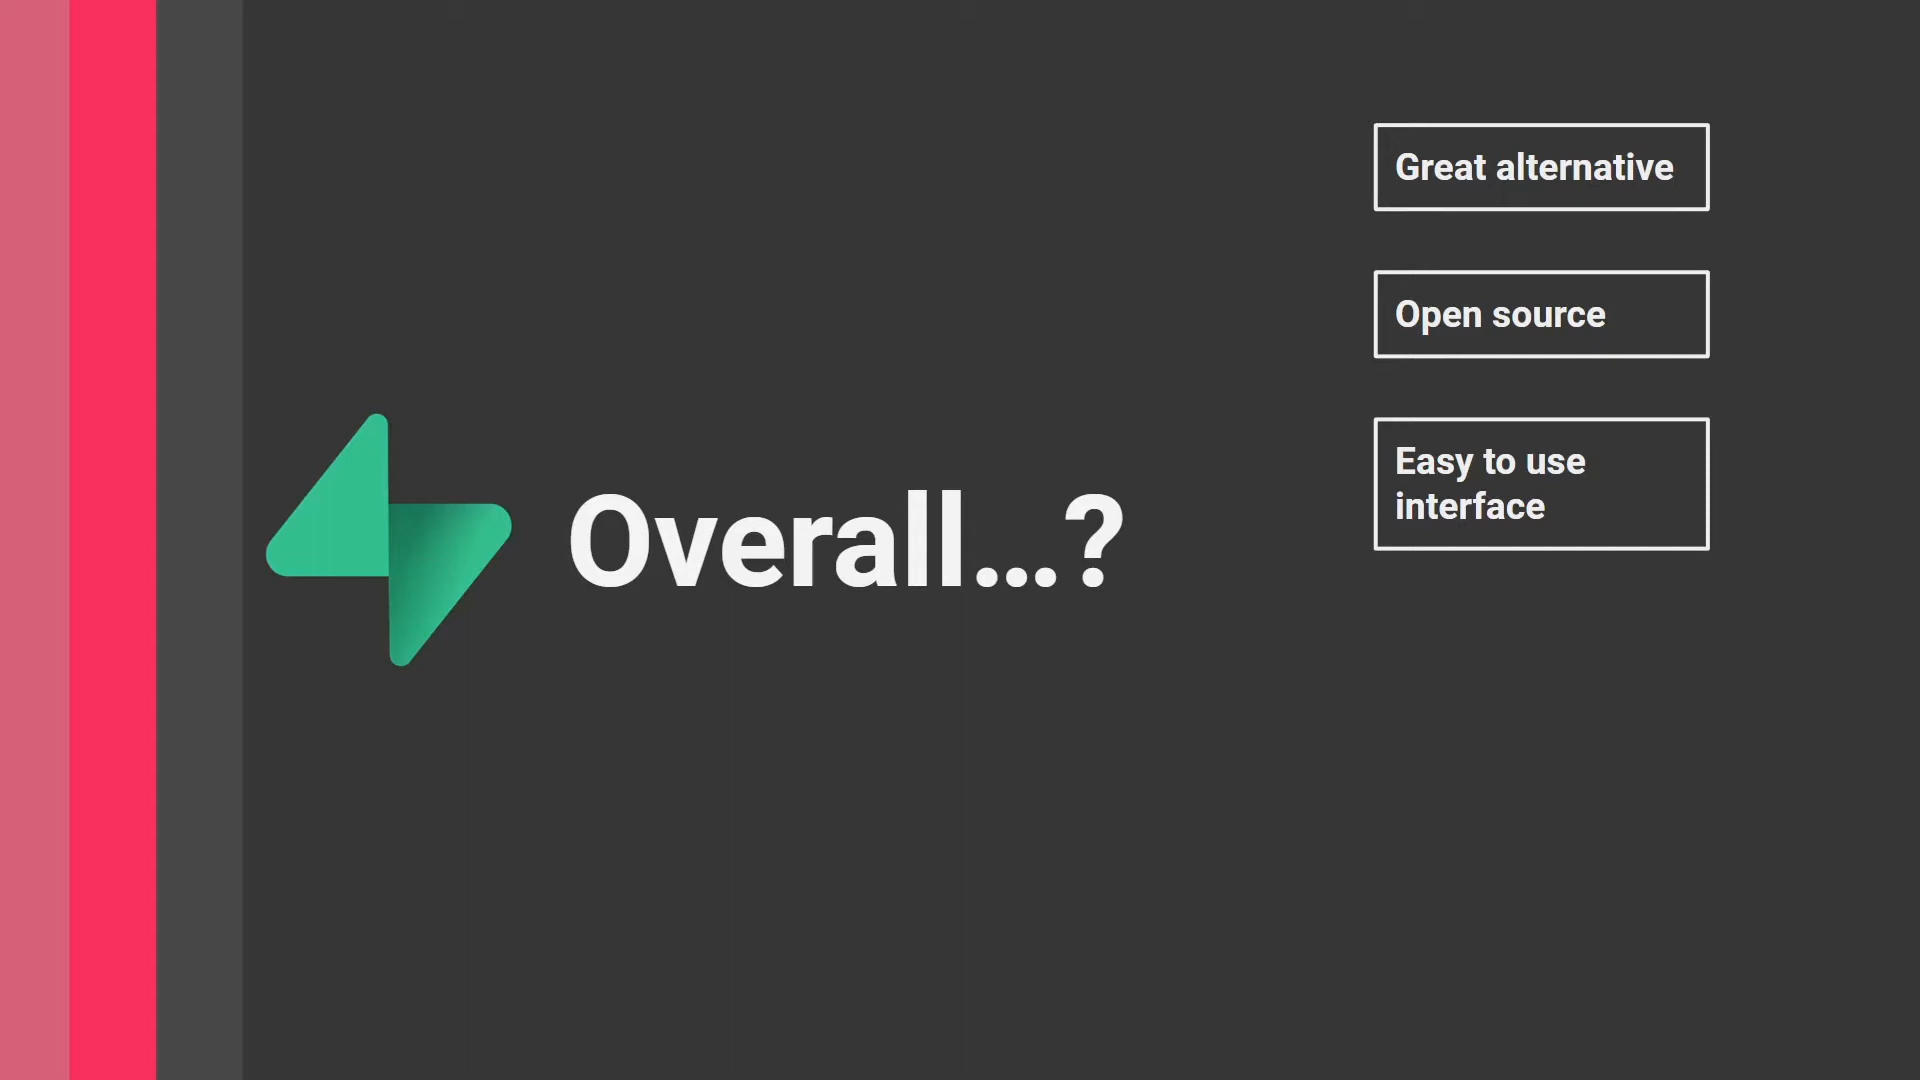 Overall...?
Great alternative
Open source
Easy to use
interface